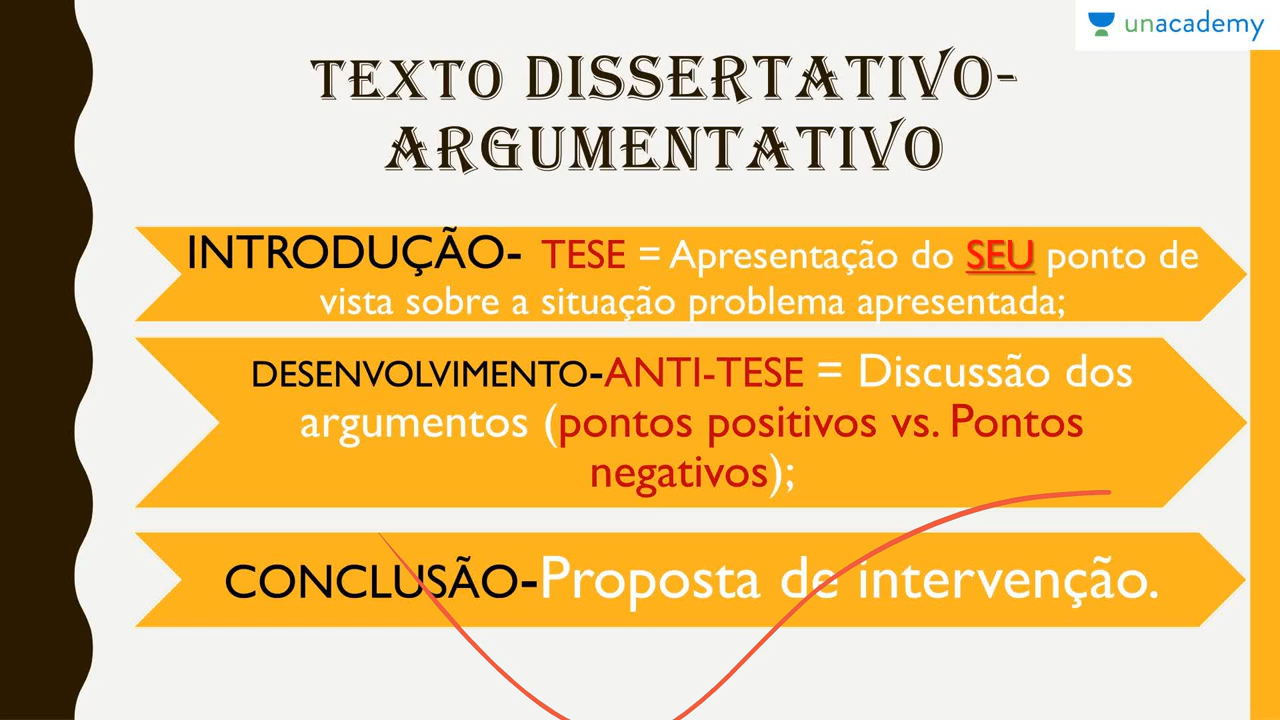 unacademy
TEXTO DISSERTATIVO-
ARGUMENTATIVO
INTRODUÇÃO- TESE = Apresentação do SEU ponto de
vista sobre a situação problema apresentada;
DESENVOLVIMENTO-ANTI-TESE = Discussão dos
argumentos (pontos positivos vs. Pontos
negativos);
CONCLUSÃO-Proposta de intervenção.